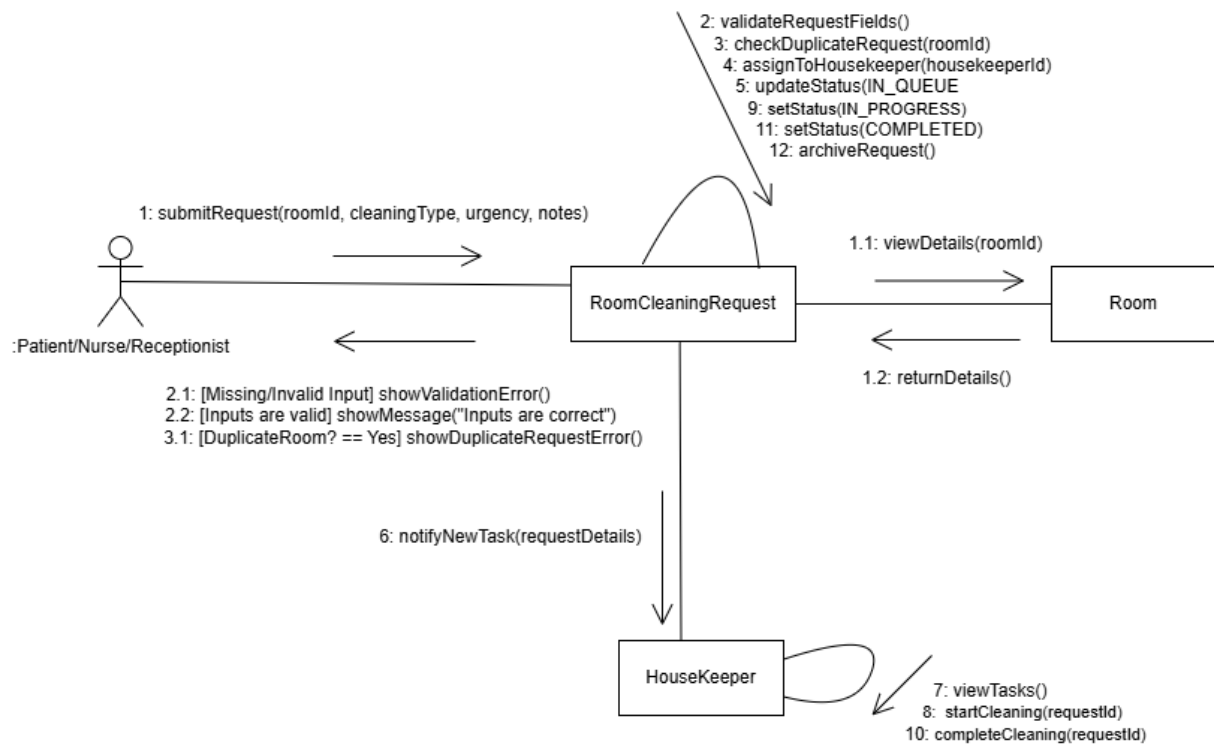 2: validateRequestFields()
3: checkDuplicateRequest(roomId)
4: assignToHousekeeper(housekeeperId)
5: updateStatus(IN_QUEUE
9: setStatus(IN_PROGRESS)
11: setStatus(COMPLETED)
12: archiveRequest()
1: submitRequest(roomId, cleaningType, urgency, notes)
1.1: viewDetails(roomId)
RoomCleaningRequest
Room
:Patient/Nurse/Receptionist
1.2: returnDetails()
2.1: [Missing/Invalid Input] showValidationError()
2.2: [Inputs are valid] showMessage("Inputs are correct")
3.1: [DuplicateRoom? == Yes] showDuplicateRequestError()
6: notifyNewTask(requestDetails)
HouseKeeper
7: viewTasks()
8: startCleaning(requestId)
10: completeCleaning(requestId)